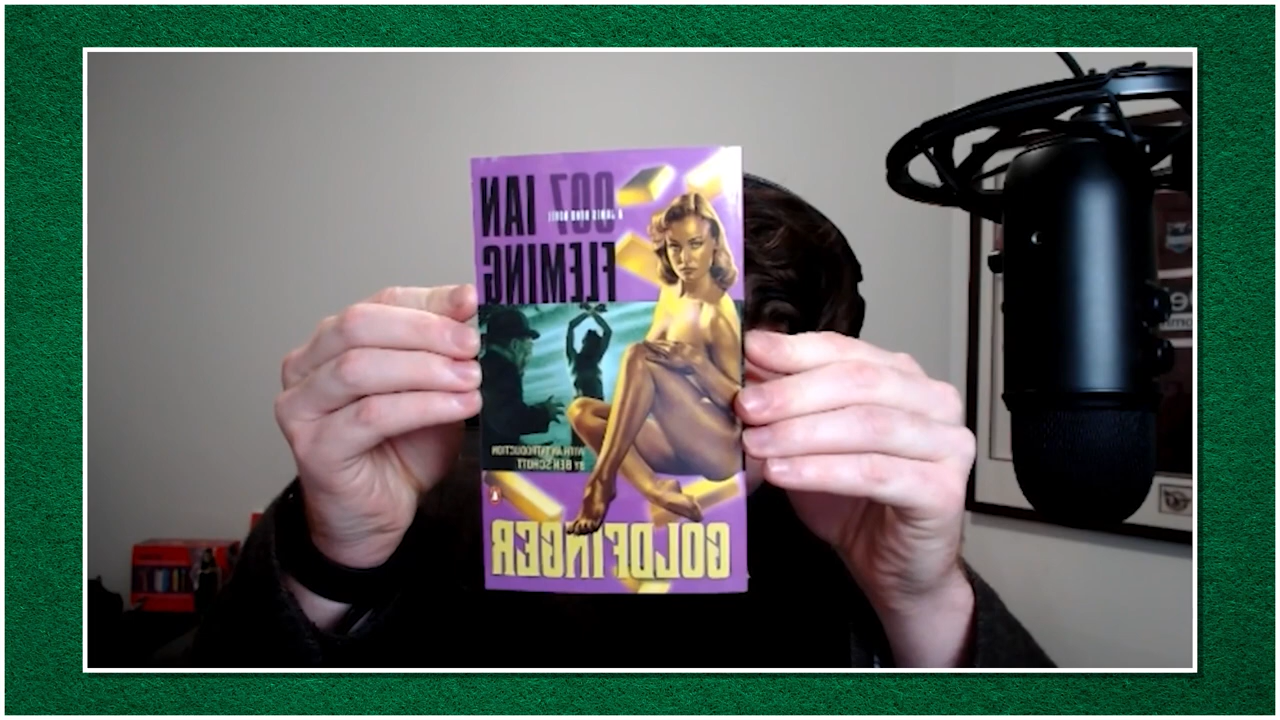 007 IAN
A JAMES BOND NOVEL
FLEMING
WITH AN INTRODUCTION
BY BEN SCHOTT
GOLDFINGER